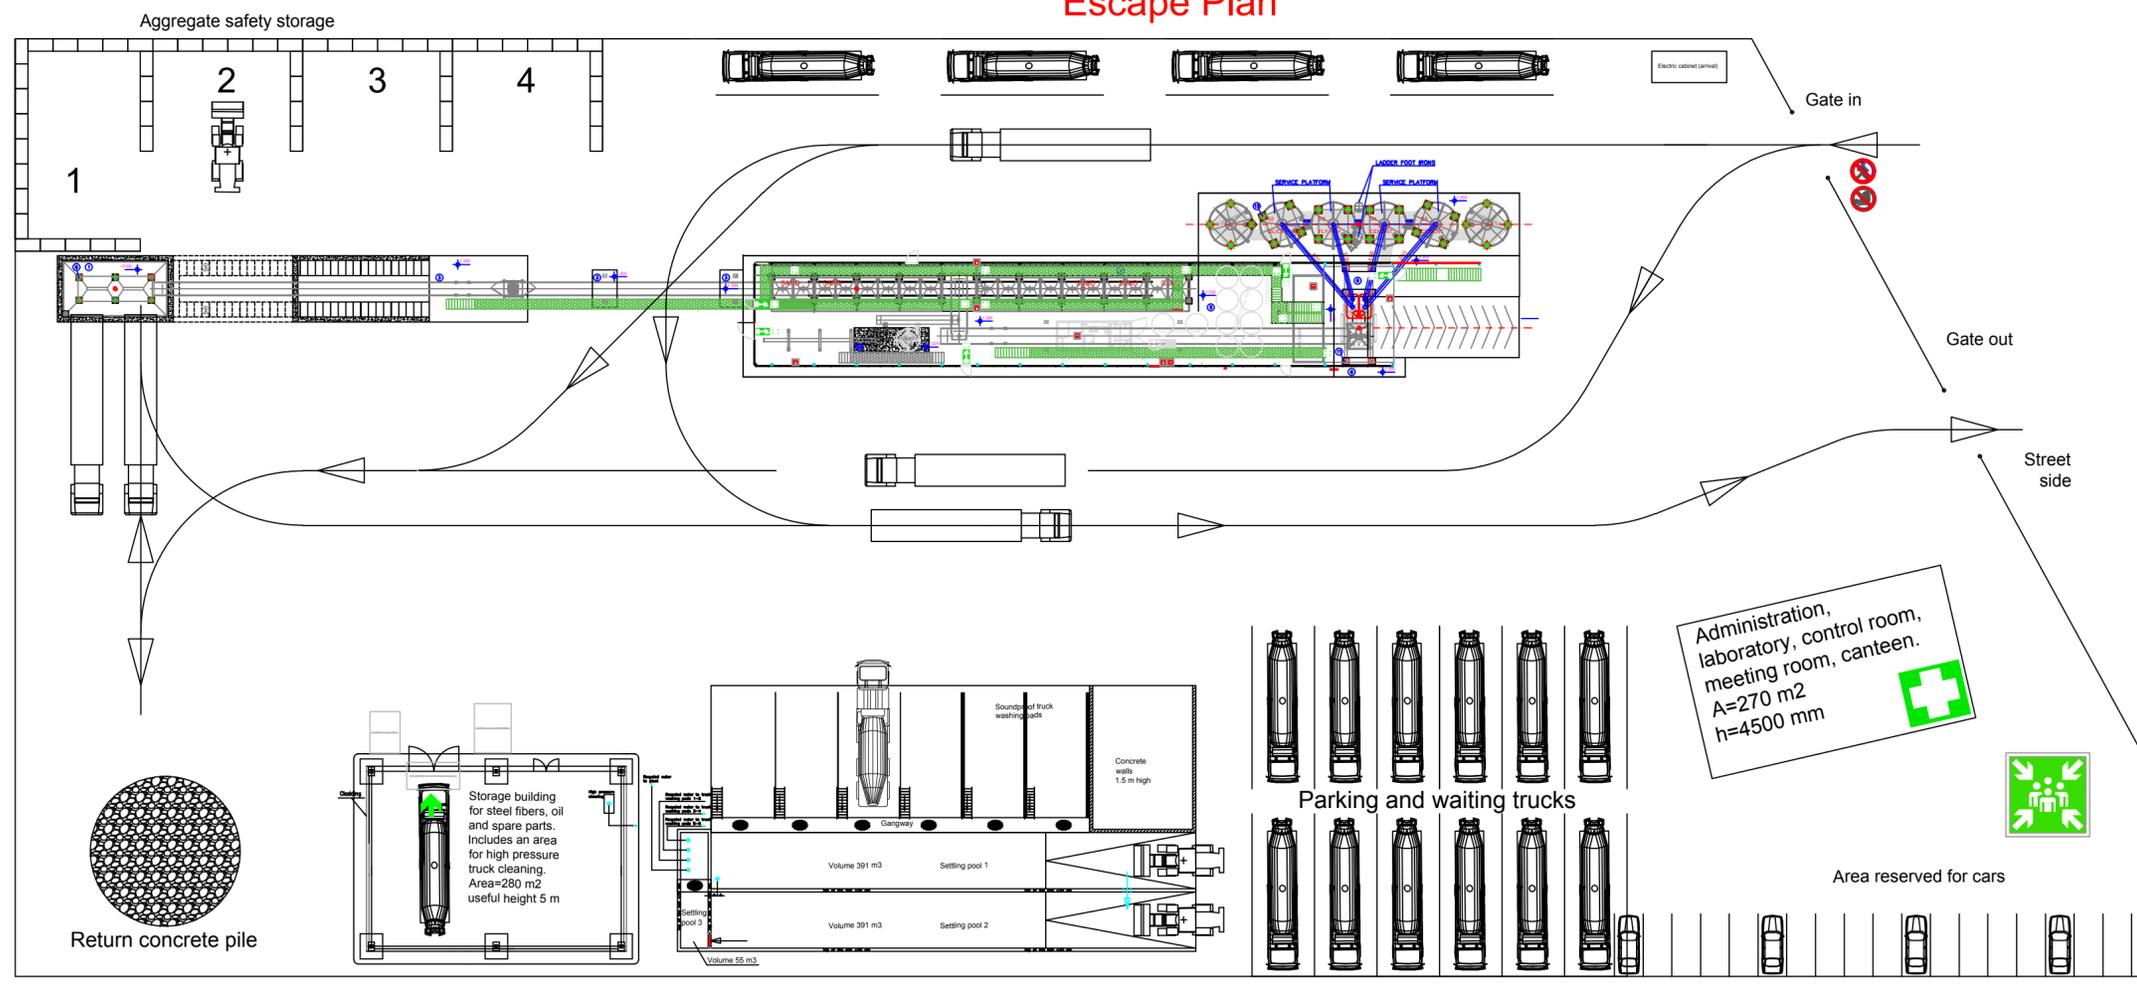 Escape Plan
Aggregate safety storage
1
2
3
4
Electric cabinet (arrival)
Gate in
LADDER FOOT IRONS
SERVICE PLATFORM
SERVICE PLATFORM
Gate out
Street
side
Administration,
laboratory, control room,
meeting room, canteen.
A=270 m2
h=4500 mm
Soundproof truck
washing pads
Concrete
walls
1.5 m high
Parking and waiting trucks
Cladding
Storage building
for steel fibers, oil
and spare parts.
Includes an area
for high pressure
truck cleaning.
Area=280 m2
useful height 5 m
Gangway
Volume 391 m3
Settling pool 1
Settling
pool 3
Volume 391 m3
Settling pool 2
Volume 55 m3
Return concrete pile
Area reserved for cars